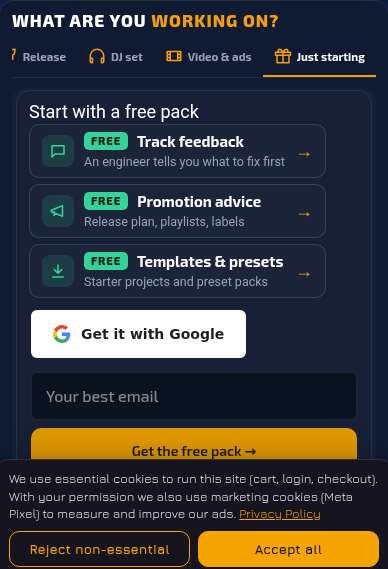 WHAT ARE YOU WORKING ON?
Release DJ set Video & ads Just starting
Start with a free pack
FREE Track feedback
An engineer tells you what to fix first →
FREE Promotion advice
Release plan, playlists, labels →
FREE Templates & presets
Starter projects and preset packs →
Get it with Google
Your best email
Get the free pack →
We use essential cookies to run this site (cart, login, checkout).
With your permission we also use marketing cookies (Meta
Pixel) to measure and improve our ads. Privacy Policy
Reject non-essential Accept all